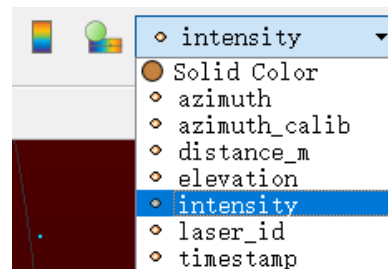 intensity
Solid Color
azimuth
azimuth_calib
distance_m
elevation
intensity
laser_id
timestamp